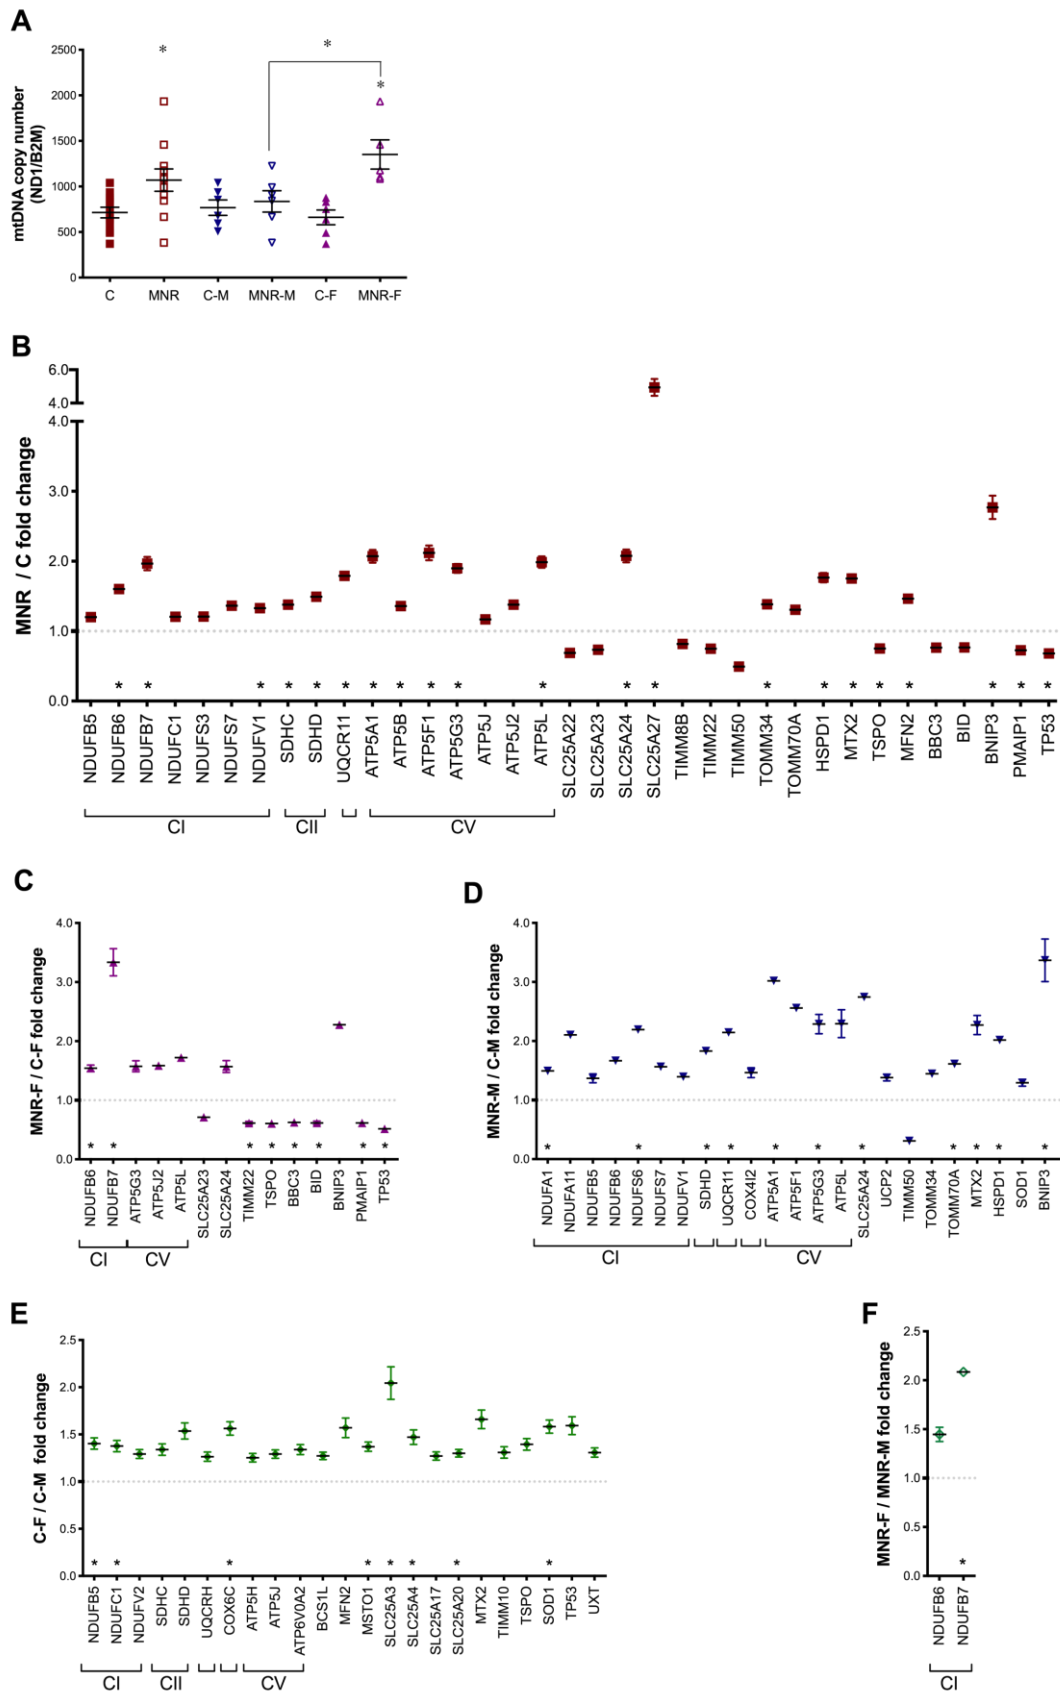 A
mtDNA copy number
(ND1/B2M)
2500
2000
1500
1000
500
0
*
*
*
C
MNR
C-M
MNR-M
C-F
MNR-F
B
MNR / C fold change
6.0
4.0
4.0
3.0
2.0
1.0
0.0
* * * * * * * * * * * * * * * * * * * * *
NDUFB5
NDUFB6
NDUFB7
NDUFC1
NDUFS3
NDUFS7
NDUFV1
SDHC
SDHD
UQCR11
ATP5A1
ATP5B
ATP5F1
ATP5G3
ATP5J
ATP5J2
ATP5L
SLC25A22
SLC25A23
SLC25A24
SLC25A27
TIMM8B
TIMM22
TIMM50
TOMM34
TOMM70A
HSPD1
MTX2
TSPO
MFN2
BBC3
BID
BNIP3
PMAIP1
TP53
CI
CII
CV
C
MNR-F / C-F fold change
4.0
3.0
2.0
1.0
0.0
* * * * * * * *
NDUFB6
NDUFB7
ATP5G3
ATP5J2
ATP5L
SLC25A23
SLC25A24
TIMM22
TSPO
BBC3
BID
BNIP3
PMAIP1
TP53
CI
CV
D
MNR-M / C-M fold change
4.0
3.0
2.0
1.0
0.0
* * * * * * * * * * *
NDUFA1
NDUFA11
NDUFB5
NDUFB6
NDUFS6
NDUFS7
NDUFV1
SDHD
UQCR11
COX4I2
ATP5A1
ATP5F1
ATP5G3
ATP5L
SLC25A24
UCP2
TIMM50
TOMM34
TOMM70A
MTX2
HSPD1
SOD1
BNIP3
CI
CV
E
C-F / C-M fold change
2.5
2.0
1.5
1.0
0.5
0.0
* * * * * * * *
NDUFB5
NDUFC1
NDUFV2
SDHC
SDHD
UQCRH
COX6C
ATP5H
ATP5J
ATP6V0A2
BCS1L
MFN2
MSTO1
SLC25A3
SLC25A4
SLC25A17
SLC25A20
MTX2
TIMM10
TSPO
SOD1
TP53
UXT
CI
CII
CV
F
MNR-F / MNR-M fold change
2.5
2.0
1.5
1.0
0.5
0.0
*
NDUFB6
NDUFB7
CI